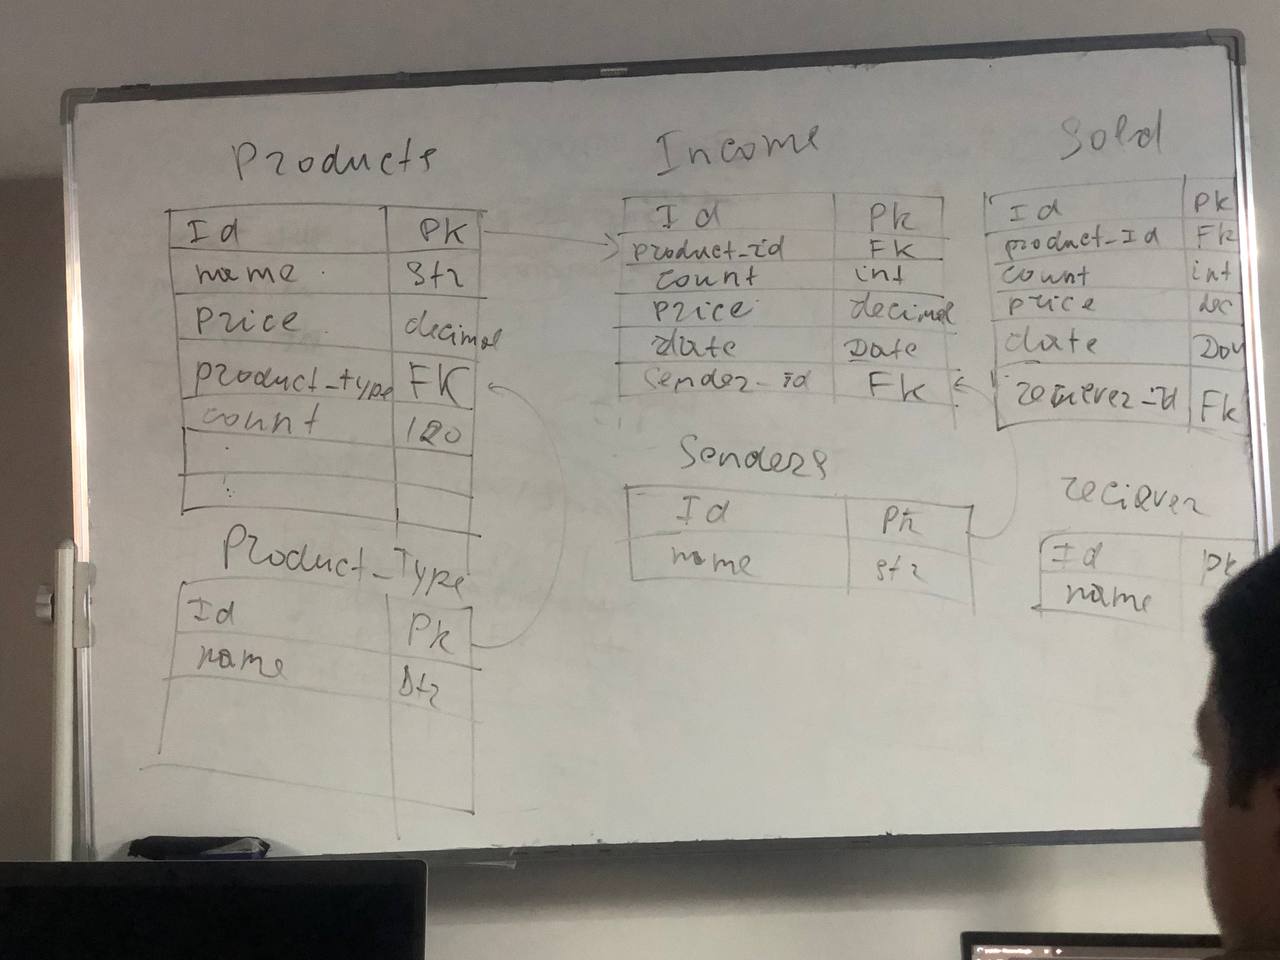 Products
Id Pk
name str
price decimal
product_type FK
count 120
Product_Type
Id Pk
name str
Income
Id Pk
product_id FK
count int
price decimal
date Date
sender_id FK
Senders
Id Pk
name str
Sold
Id Pk
product_Id Fk
count int
price dec
date
reciever_id Fk
reciever
Id pk
name